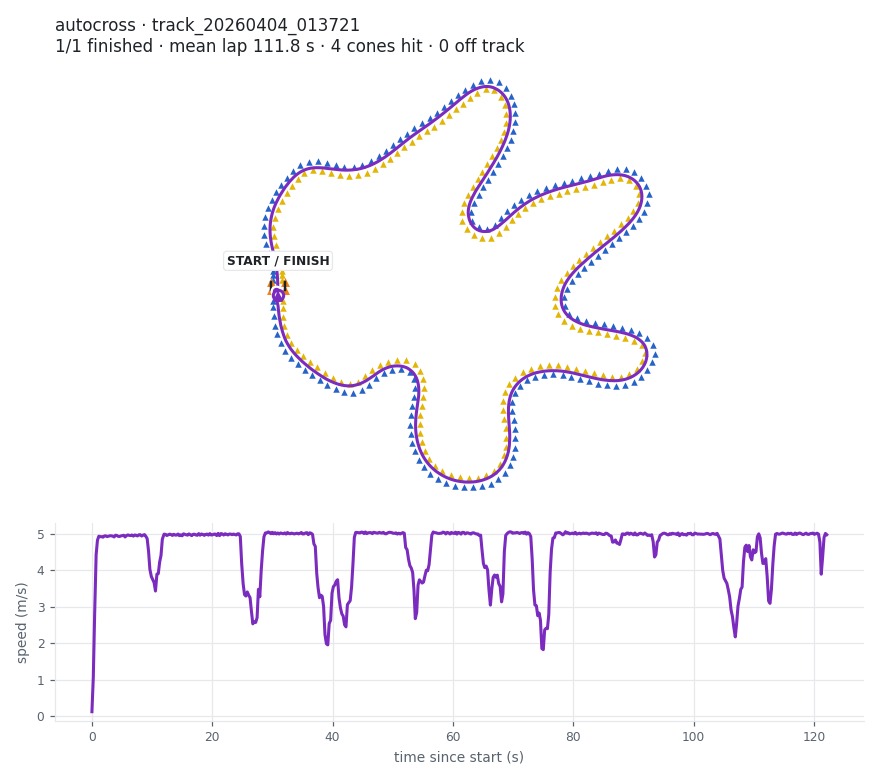 autocross · track_20260404_013721
1/1 finished · mean lap 111.8 s · 4 cones hit · 0 off track
START / FINISH
5
4
3
2
1
0
speed (m/s)
0 20 40 60 80 100 120
time since start (s)